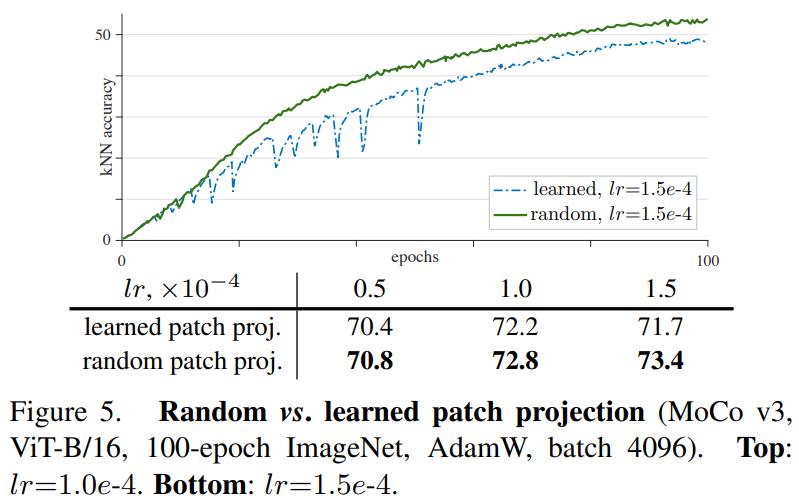 50
kNN accuracy
learned, lr=1.5e-4
random, lr=1.5e-4
0
0 epochs 100
lr, ×10⁻⁴ 0.5 1.0 1.5
learned patch proj. 70.4 72.2 71.7
random patch proj. 70.8 72.8 73.4
Figure 5. Random vs. learned patch projection (MoCo v3,
ViT-B/16, 100-epoch ImageNet, AdamW, batch 4096). Top:
lr=1.0e-4. Bottom: lr=1.5e-4.